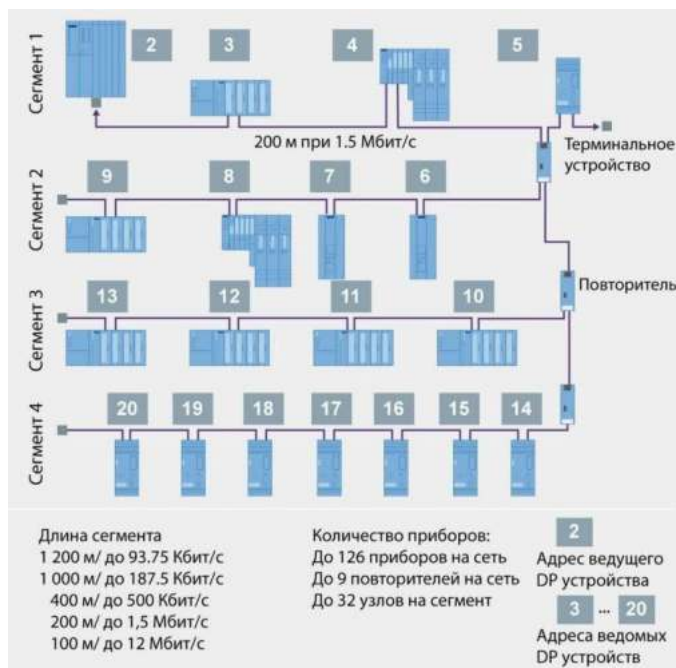 Сегмент 1
2
3
4
5
200 м при 1.5 Мбит/с
Терминальное
устройство
Сегмент 2
9
8
7
6
Повторитель
Сегмент 3
13
12
11
10
Сегмент 4
20
19
18
17
16
15
14
Длина сегмента
1 200 м/ до 93.75 Кбит/с
1 000 м/ до 187.5 Кбит/с
400 м/ до 500 Кбит/с
200 м/ до 1,5 Мбит/с
100 м/ до 12 Мбит/с
Количество приборов:
До 126 приборов на сеть
До 9 повторителей на сеть
До 32 узлов на сегмент
2
Адрес ведущего
DP устройства
3 ... 20
Адреса ведомых
DP устройств